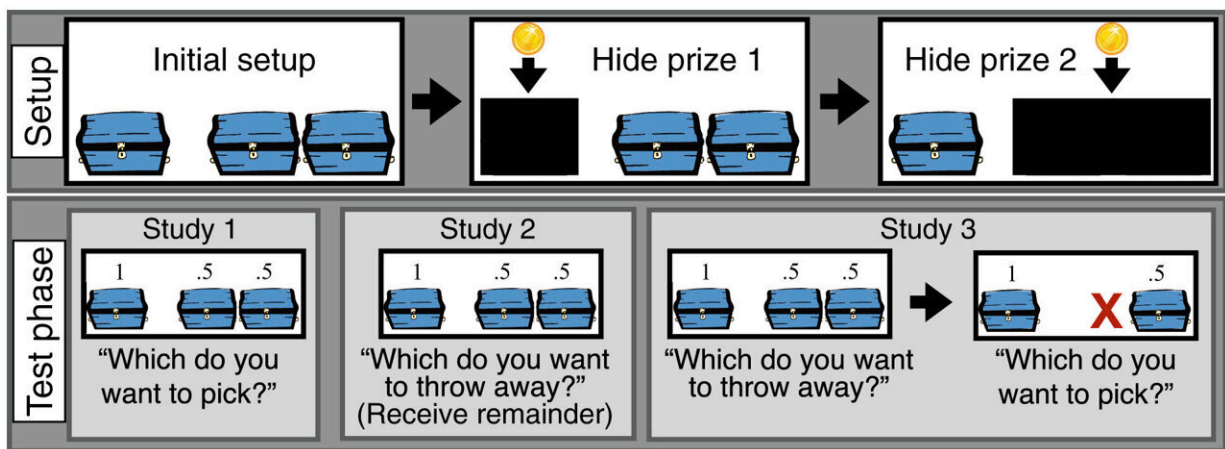 Setup
Initial setup
Hide prize 1
Hide prize 2
Test phase
Study 1
1 .5 .5
“Which do you
want to pick?”
Study 2
1 .5 .5
“Which do you want
to throw away?”
(Receive remainder)
Study 3
1 .5 .5
“Which do you want
to throw away?”
1 X .5
“Which do you
want to pick?”